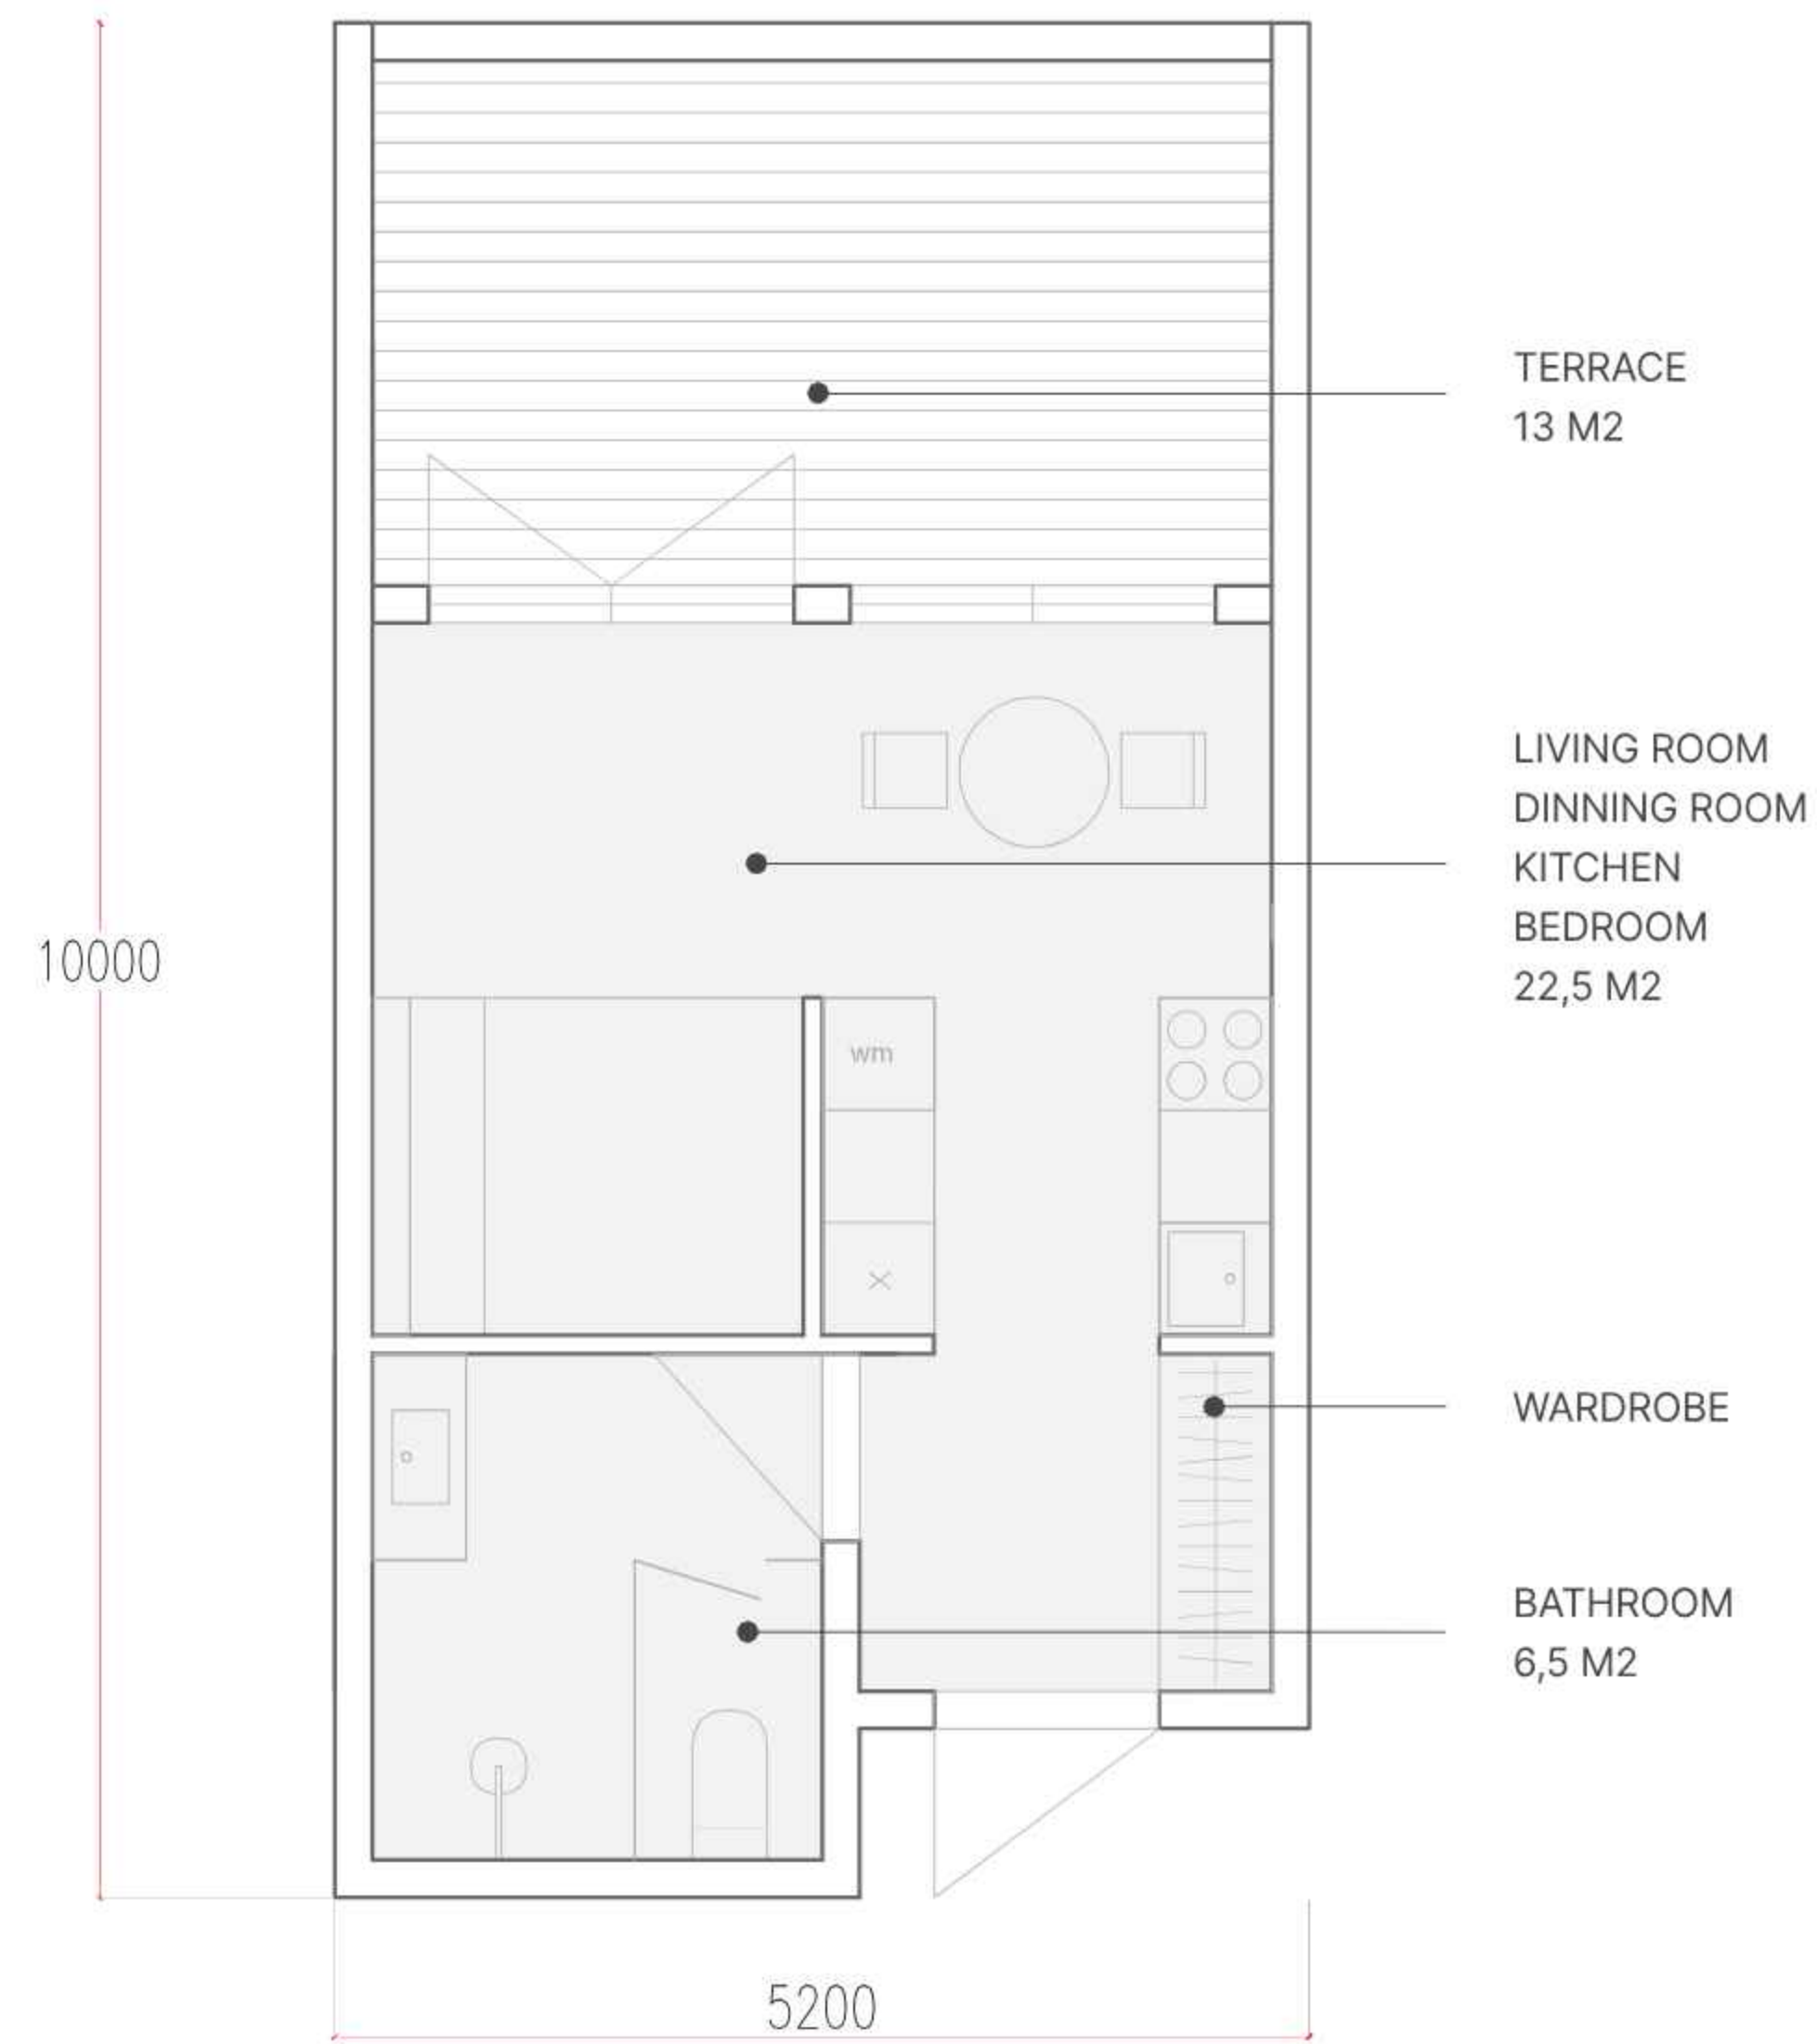 TERRACE
13 M2
LIVING ROOM
DINNING ROOM
KITCHEN
BEDROOM
22,5 M2
10000
wm
WARDROBE
BATHROOM
6,5 M2
5200